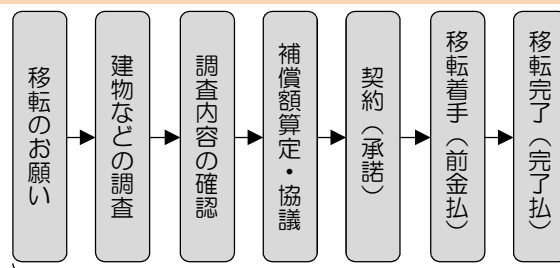 移転のお願い
建物などの調査
調査内容の確認
補償額算定・協議
契約（承諾）
移転着手（前金払）
移転完了（完了払）